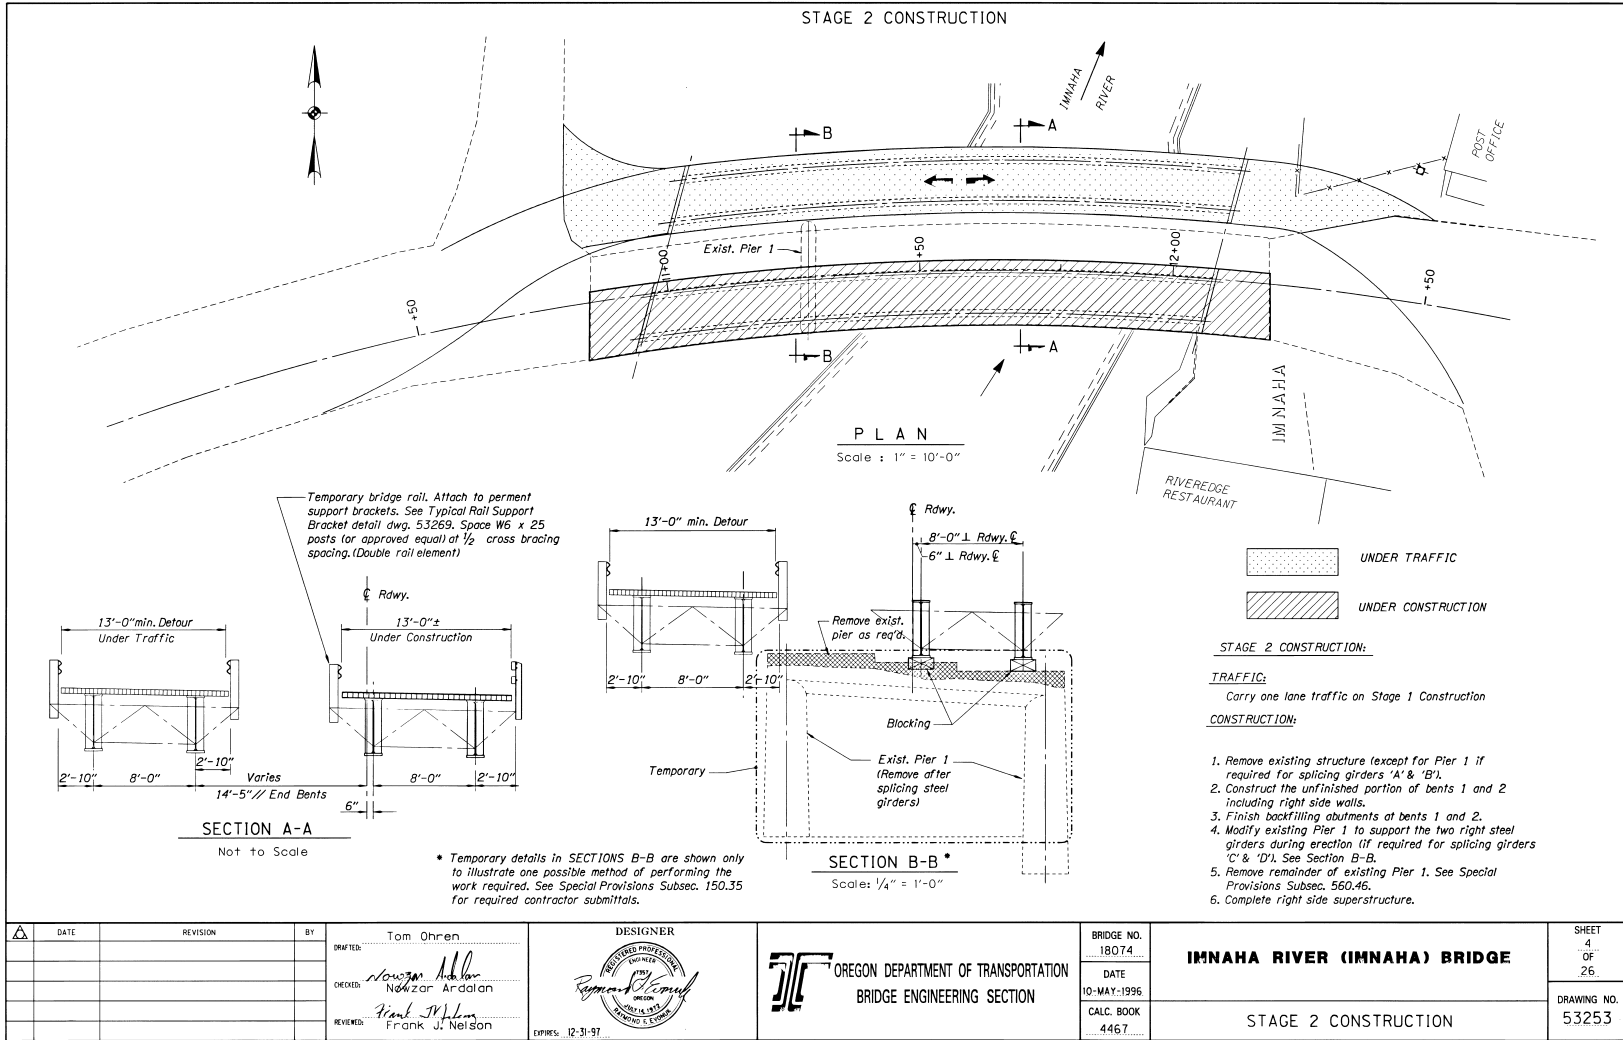 STAGE 2 CONSTRUCTION
IMNAHA
RIVER
B
A
POST
OFFICE
Exist. Pier 1
11+00
+50
12+00
+50
+50
B
A
IMNAHA
P L A N
Scale : 1" = 10'-0"
RIVEREDGE
RESTAURANT
Temporary bridge rail. Attach to perment
support brackets. See Typical Rail Support
Bracket detail dwg. 53269. Space W6 x 25
posts (or approved equal) at 1/2 cross bracing
spacing. (Double rail element)
℄ Rdwy.
13'-0"min. Detour
Under Traffic
13'-0"±
Under Construction
2'-10"
8'-0"
2'-10"
Varies
14'-5"// End Bents
6"
8'-0"
2'-10"
SECTION A-A
Not to Scale
13'-0" min. Detour
℄ Rdwy.
8'-0" ⊥ Rdwy. ℄
6" ⊥ Rdwy. ℄
Remove exist.
pier as req'd.
2'-10"
8'-0"
2'-10"
Blocking
Temporary
Exist. Pier 1
(Remove after
splicing steel
girders)
SECTION B-B *
Scale: 1/4" = 1'-0"
* Temporary details in SECTIONS B-B are shown only
to illustrate one possible method of performing the
work required. See Special Provisions Subsec. 150.35
for required contractor submittals.
UNDER TRAFFIC
UNDER CONSTRUCTION
STAGE 2 CONSTRUCTION:
TRAFFIC:
Carry one lane traffic on Stage 1 Construction
CONSTRUCTION:
1. Remove existing structure (except for Pier 1 if
required for splicing girders 'A' & 'B').
2. Construct the unfinished portion of bents 1 and 2
including right side walls.
3. Finish backfilling abutments at bents 1 and 2.
4. Modify existing Pier 1 to support the two right steel
girders during erection (if required for splicing girders
'C' & 'D'). See Section B-B.
5. Remove remainder of existing Pier 1. See Special
Provisions Subsec. 560.46.
6. Complete right side superstructure.
DATE
REVISION
BY
DRAFTED: Tom Ohren
CHECKED: Nowzar Ardalan
Nowzar Ardalan
REVIEWED: Frank J. Nelson
Frank J. Nelson
DESIGNER
REGISTERED PROFESSIONAL
ENGINEER
OREGON
JULY 14, 1972
EXPIRES: 12-31-97
OREGON DEPARTMENT OF TRANSPORTATION
BRIDGE ENGINEERING SECTION
BRIDGE NO.
18074
DATE
10-MAY-1996
CALC. BOOK
4467
IMNAHA RIVER (IMNAHA) BRIDGE
STAGE 2 CONSTRUCTION
SHEET
4
OF
26
DRAWING NO.
53253